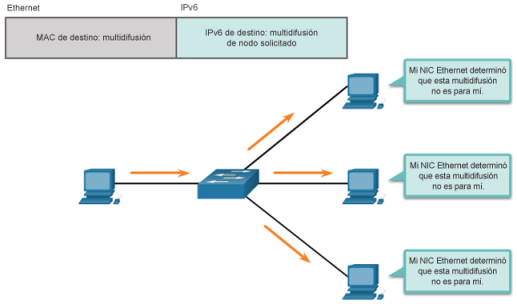 Ethernet
IPv6
MAC de destino: multidifusión
IPv6 de destino: multidifusión
de nodo solicitado
Mi NIC Ethernet determinó
que esta multidifusión
no es para mí.
Mi NIC Ethernet determinó
que esta multidifusión
no es para mí.
Mi NIC Ethernet determinó
que esta multidifusión
no es para mí.